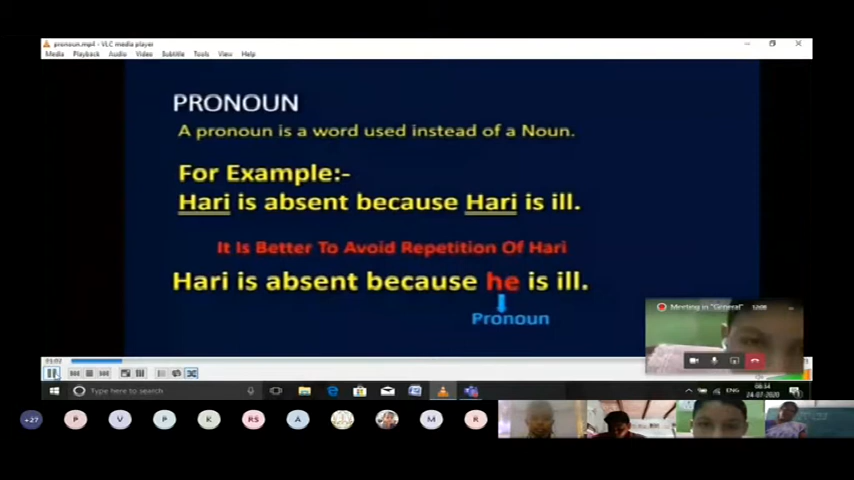 pronoun.mp4 - VLC media player
Media Playback Audio Video Subtitle Tools View Help
PRONOUN
A pronoun is a word used instead of a Noun.
For Example:-
Hari is absent because Hari is ill.
It Is Better To Avoid Repetition Of Hari
Hari is absent because he is ill.
Pronoun
Meeting in "General"
Type here to search
ENG
24-07-2020
+27 P V P K RS A M R